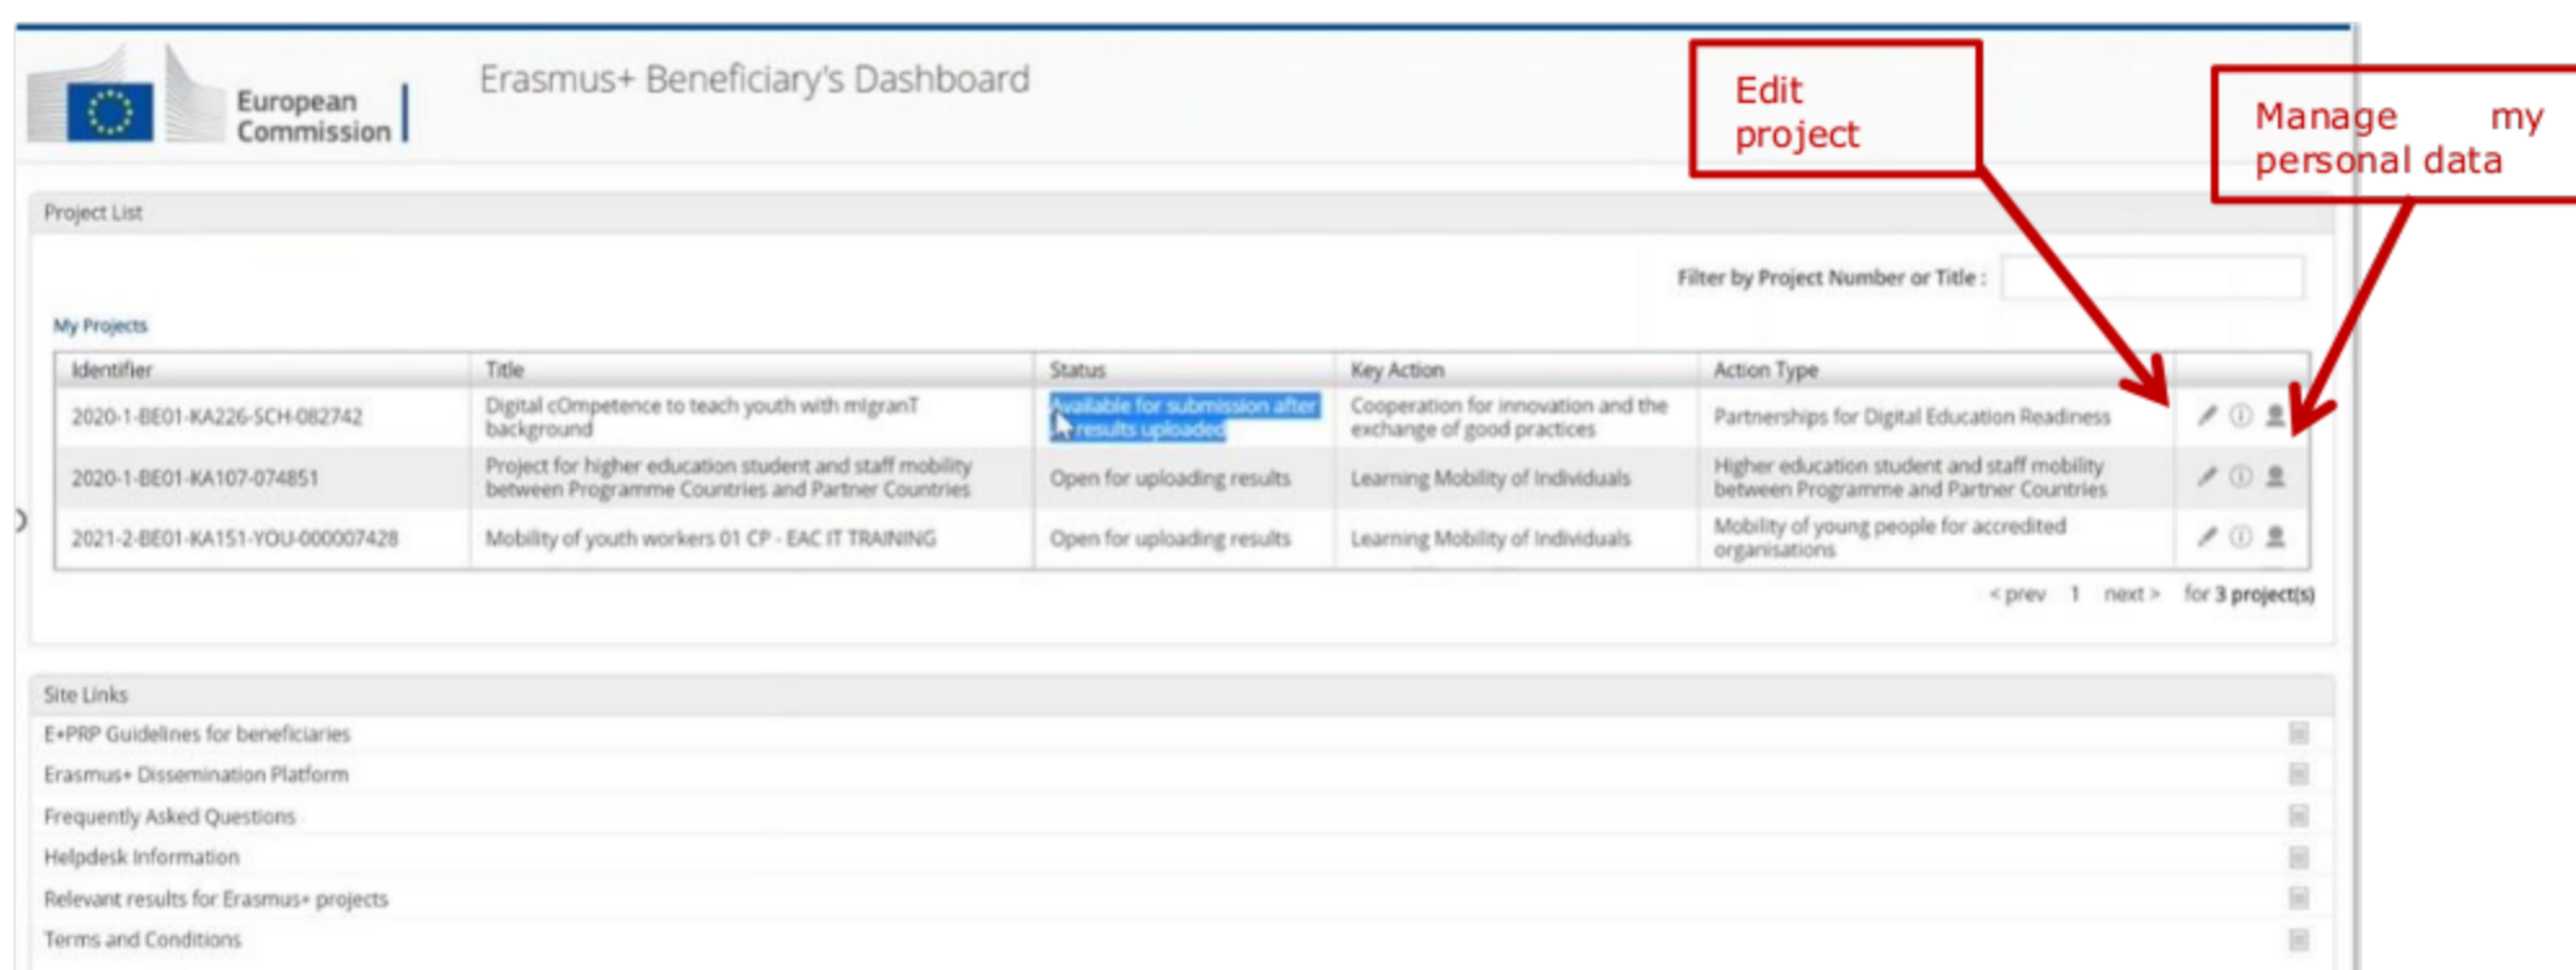 European
Commission
Erasmus+ Beneficiary's Dashboard
Edit
project
Manage my
personal data
Project List
Filter by Project Number or Title :
My Projects
Identifier Title Status Key Action Action Type
2020-1-BE01-KA226-SCH-082742
Digital cOmpetence to teach youth with mIgranT
background
Available for submission after
results uploaded
Cooperation for innovation and the
exchange of good practices
Partnerships for Digital Education Readiness
2020-1-BE01-KA107-074851
Project for higher education student and staff mobility
between Programme Countries and Partner Countries
Open for uploading results
Learning Mobility of Individuals
Higher education student and staff mobility
between Programme and Partner Countries
2021-2-BE01-KA151-YOU-000007428
Mobility of youth workers 01 CP - EAC IT TRAINING
Open for uploading results
Learning Mobility of Individuals
Mobility of young people for accredited
organisations
< prev 1 next > for 3 project(s)
Site Links
E+PRP Guidelines for beneficiaries
Erasmus+ Dissemination Platform
Frequently Asked Questions
Helpdesk Information
Relevant results for Erasmus+ projects
Terms and Conditions